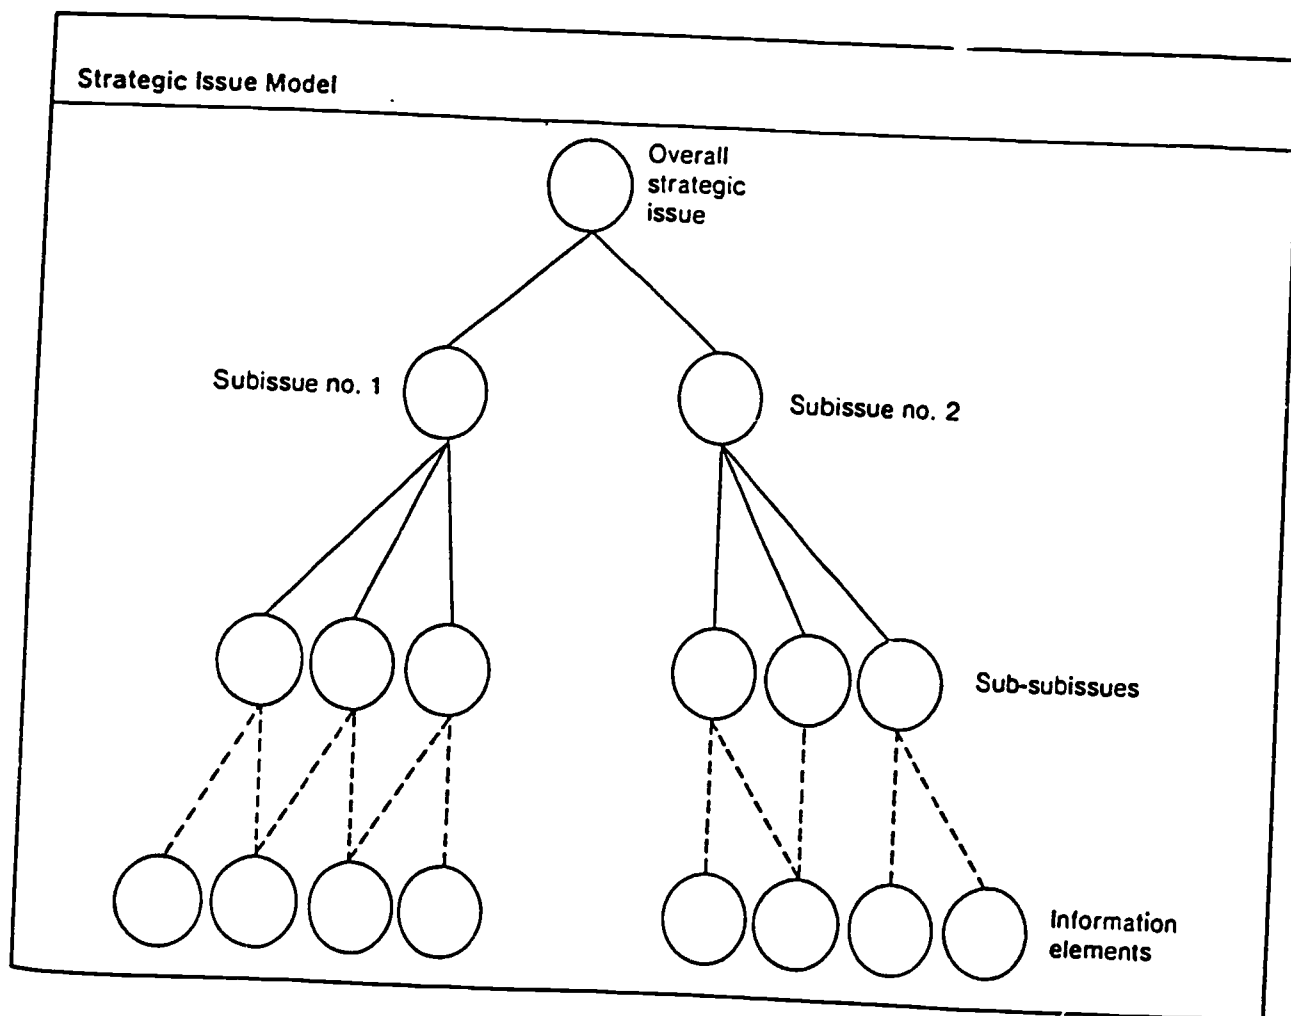 Strategic Issue Model
Overall
strategic
issue
Subissue no. 1
Subissue no. 2
Sub-subissues
Information
elements